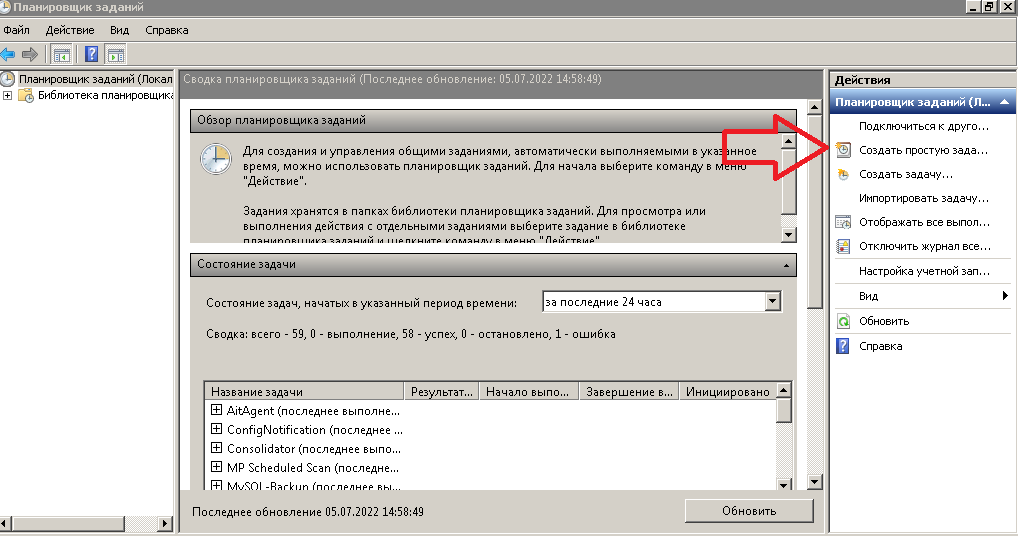 Планировщик заданий
Файл Действие Вид Справка
Планировщик заданий (Локал
Библиотека планировщика
Сводка планировщика заданий (Последнее обновление: 05.07.2022 14:58:49)
Обзор планировщика заданий
Для создания и управления общими заданиями, автоматически выполняемыми в указанное
время, можно использовать планировщик заданий. Для начала выберите команду в меню
"Действие".
Задания хранятся в папках библиотеки планировщика заданий. Для просмотра или
выполнения действия с отдельными заданиями выберите задание в библиотеке
планировщика заданий и щелкните команду в меню "Действие".
Состояние задачи
Состояние задач, начатых в указанный период времени: за последние 24 часа
Сводка: всего - 59, 0 - выполнение, 58 - успех, 0 - остановлено, 1 - ошибка
Название задачи Результат... Начало выпо... Завершение в... Инициировано
AitAgent (последнее выполне...
ConfigNotification (последнее ...
Consolidator (последнее выпо...
MP Scheduled Scan (последне...
MySQL-Backup (последнее вы...
Последнее обновление 05.07.2022 14:58:49 Обновить
Действия
Планировщик заданий (Л...
Подключиться к друго...
Создать простую зада...
Создать задачу...
Импортировать задачу...
Отображать все выпол...
Отключить журнал все...
Настройка учетной зап...
Вид
Обновить
Справка